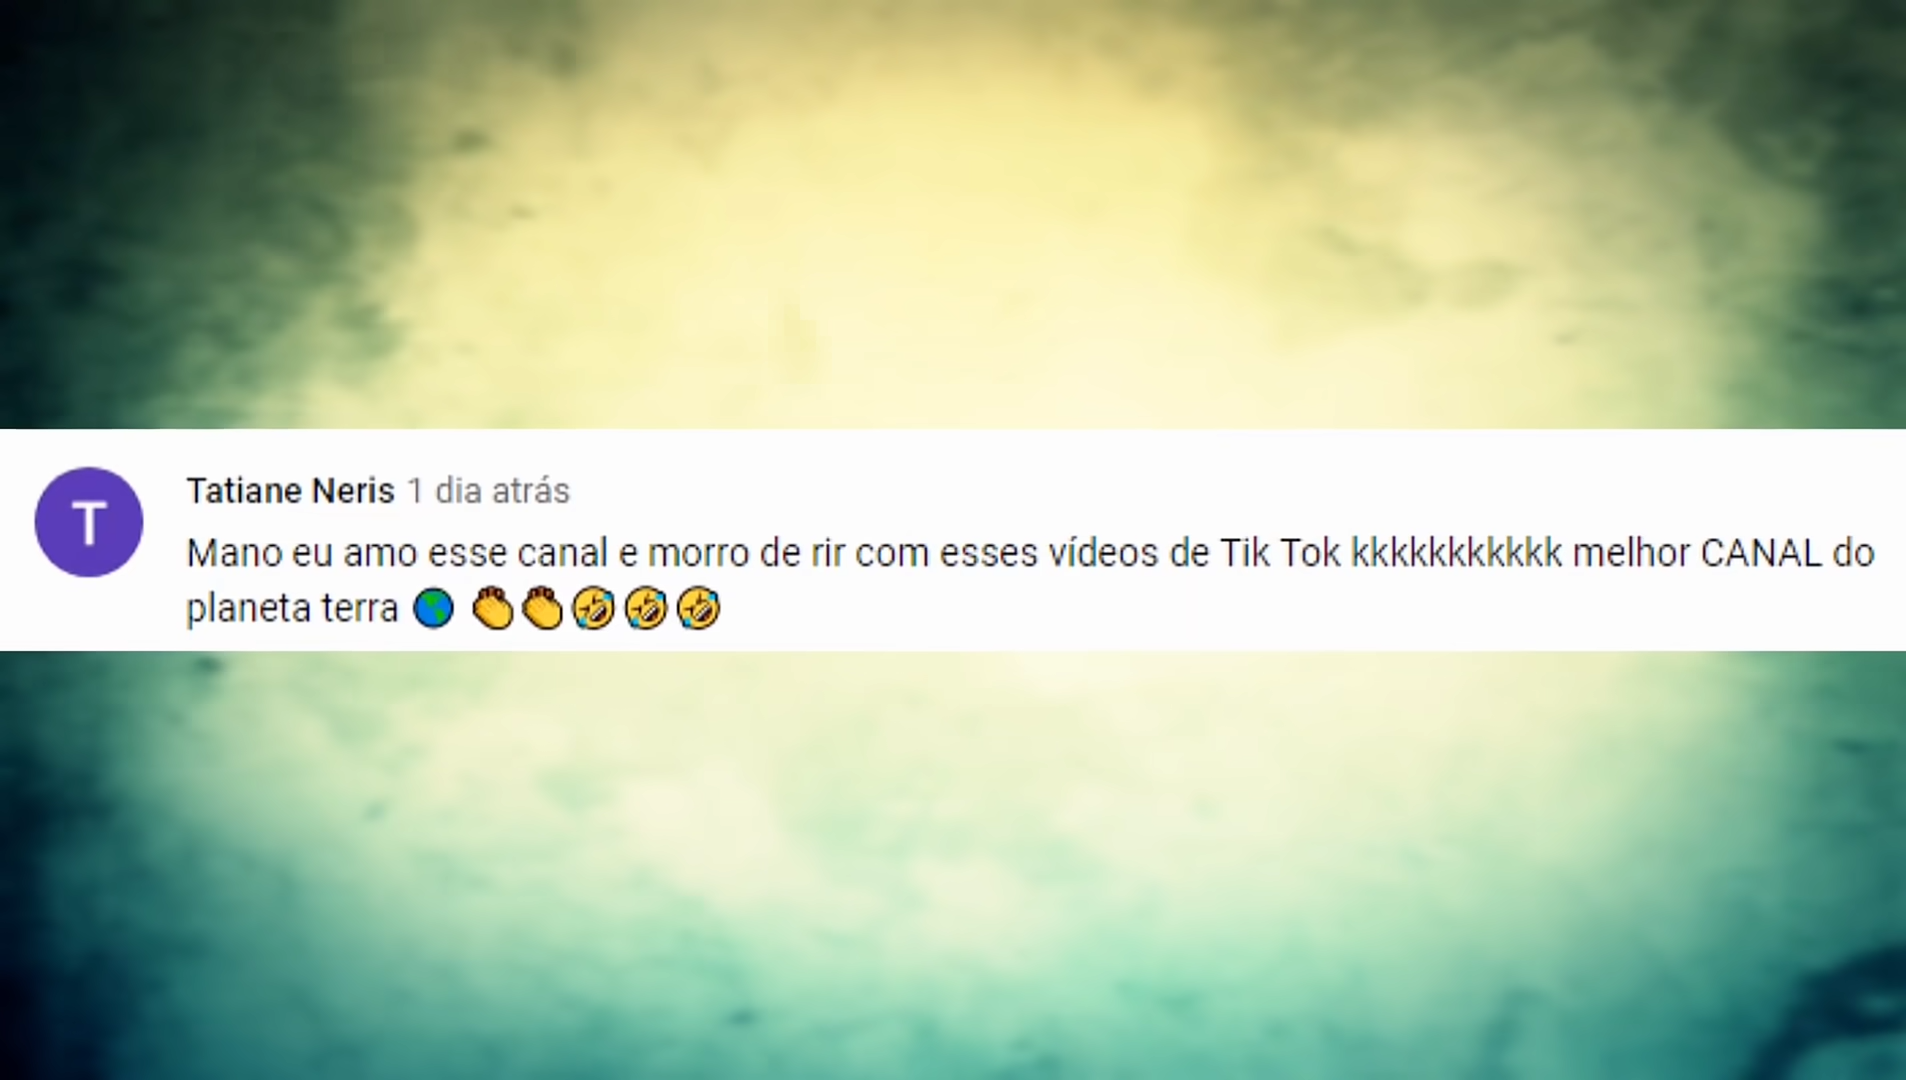 T
Tatiane Neris 1 dia atrás
Mano eu amo esse canal e morro de rir com esses vídeos de Tik Tok kkkkkkkkkkk melhor CANAL do
planeta terra 🌎 👏👏🤣🤣🤣